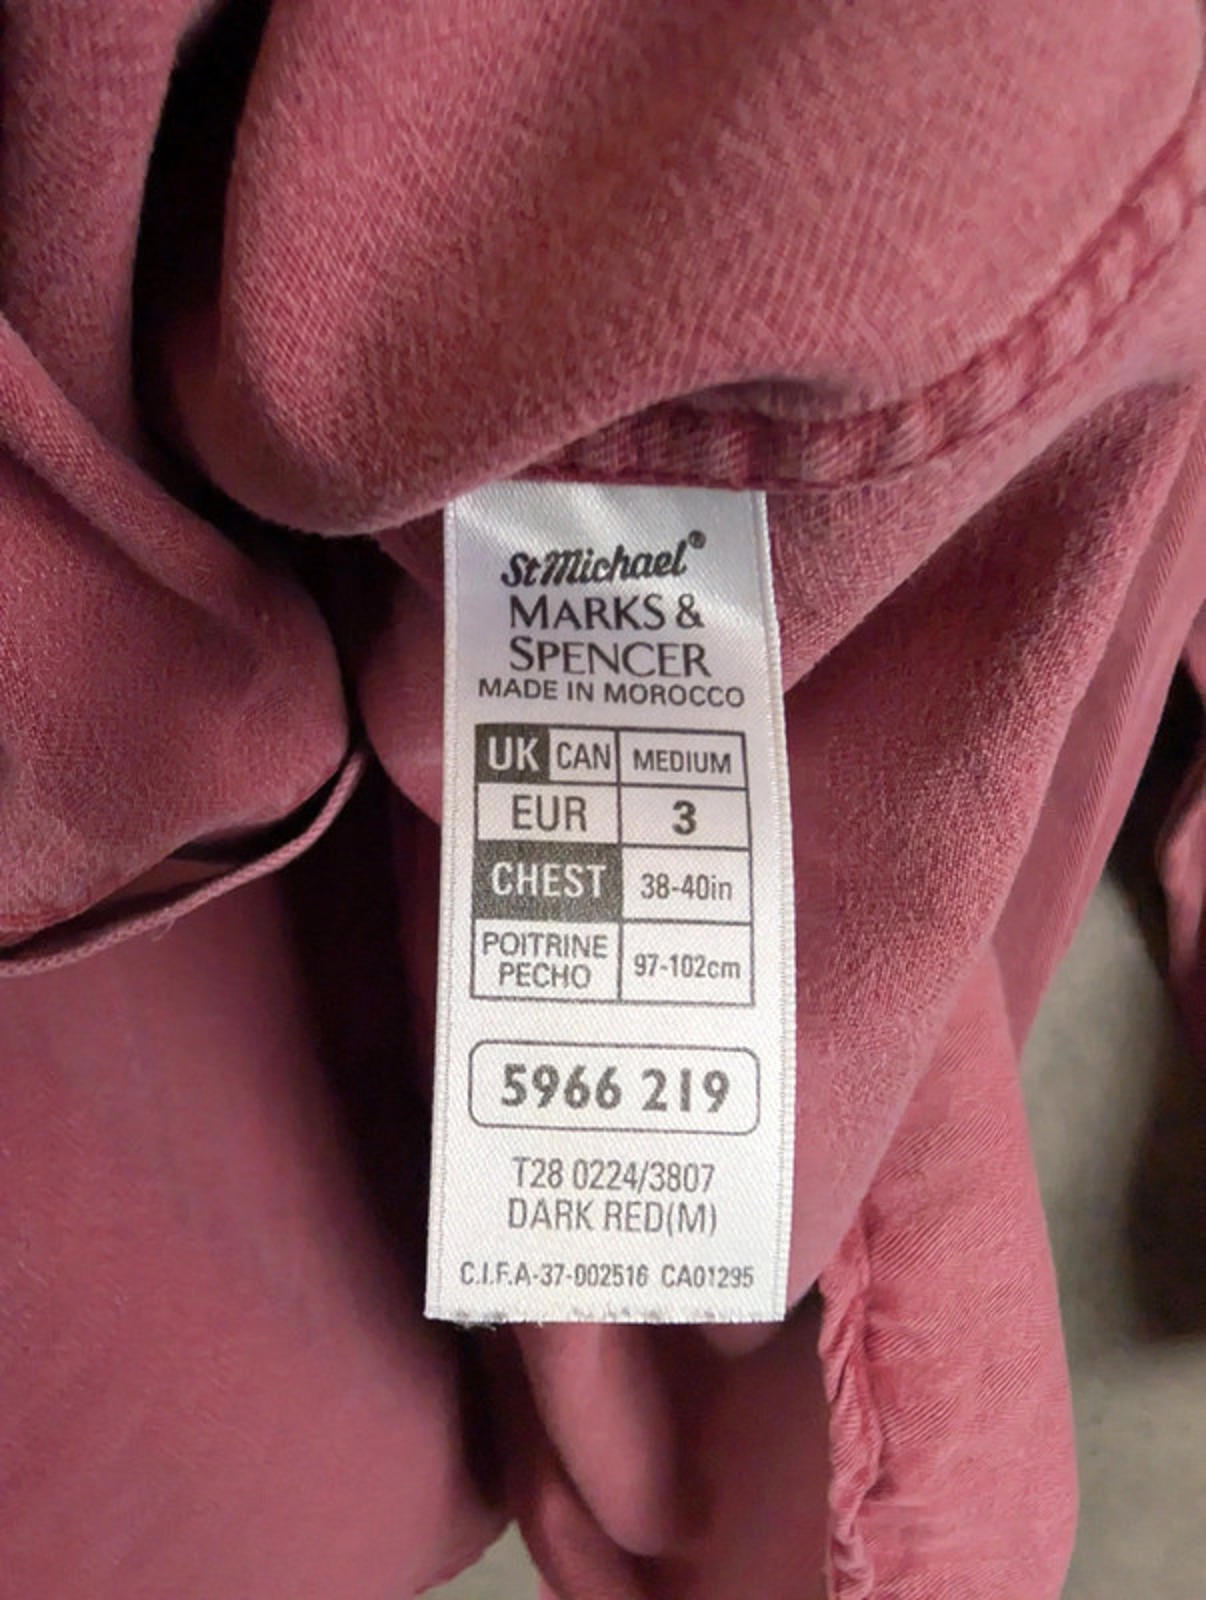 St Michael®
MARKS &
SPENCER
MADE IN MOROCCO
UK CAN MEDIUM
EUR 3
CHEST 38-40in
POITRINE
PECHO 97-102cm
5966 219
T28 0224/3807
DARK RED(M)
C.I.F.A-37-002516 CA01295